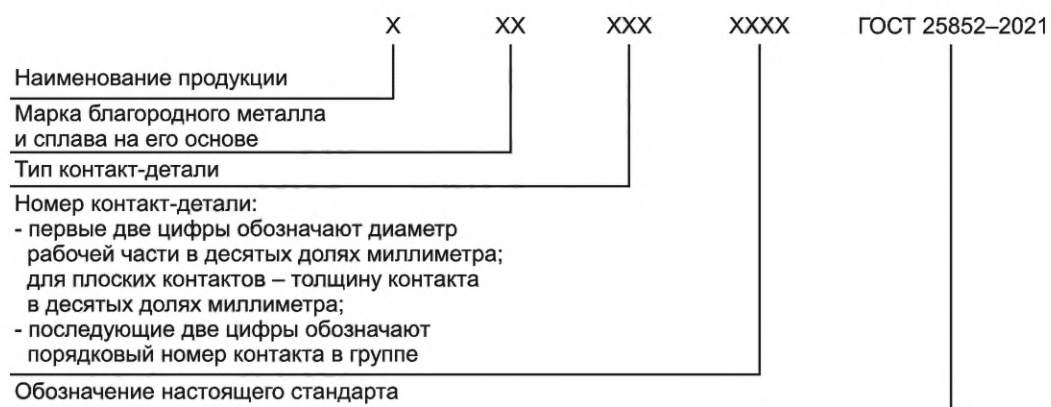 Х ХХ ХХХ ХХХХ ГОСТ 25852–2021
Наименование продукции
Марка благородного металла
и сплава на его основе
Тип контакт-детали
Номер контакт-детали:
- первые две цифры обозначают диаметр
рабочей части в десятых долях миллиметра;
для плоских контактов – толщину контакта
в десятых долях миллиметра;
- последующие две цифры обозначают
порядковый номер контакта в группе
Обозначение настоящего стандарта